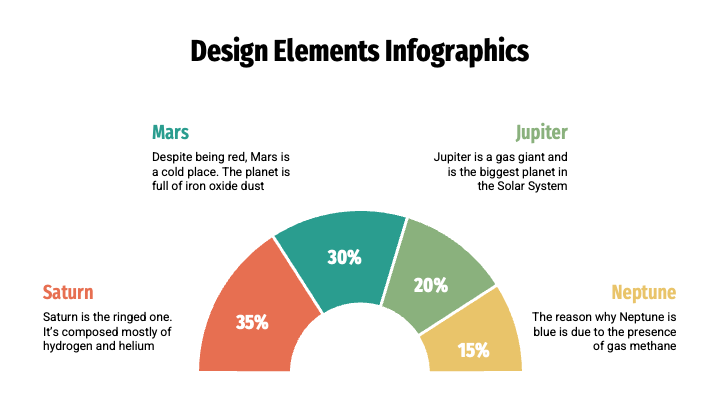 Design Elements Infographics
Mars
Despite being red, Mars is
a cold place. The planet is
full of iron oxide dust
Jupiter
Jupiter is a gas giant and
is the biggest planet in
the Solar System
30%
20%
35%
15%
Saturn
Saturn is the ringed one.
It's composed mostly of
hydrogen and helium
Neptune
The reason why Neptune is
blue is due to the presence
of gas methane